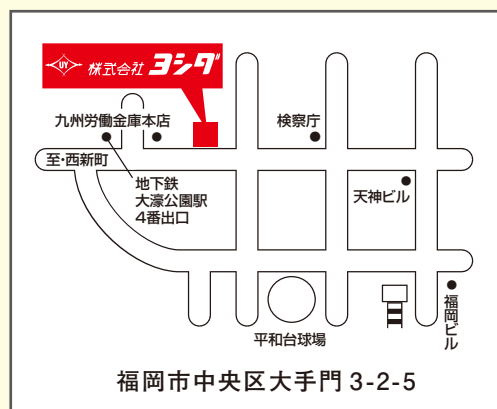 UY 株式会社 ヨシダ
九州労働金庫本店
検察庁
至・西新町
地下鉄
大濠公園駅
4番出口
天神ビル
福岡ビル
平和台球場
福岡市中央区大手門 3-2-5